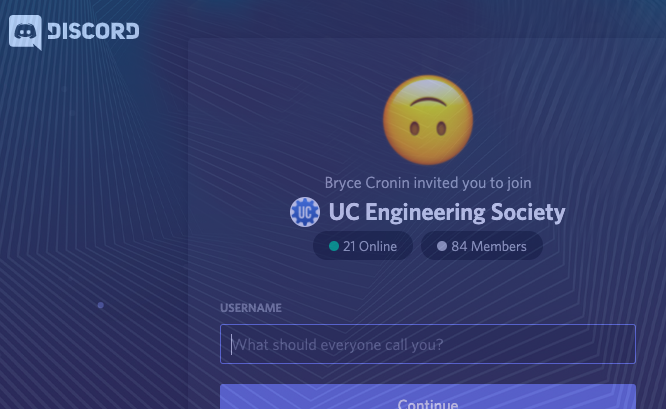 DISCORD
Bryce Cronin invited you to join
UC UC Engineering Society
21 Online 84 Members
USERNAME
What should everyone call you?
Continue